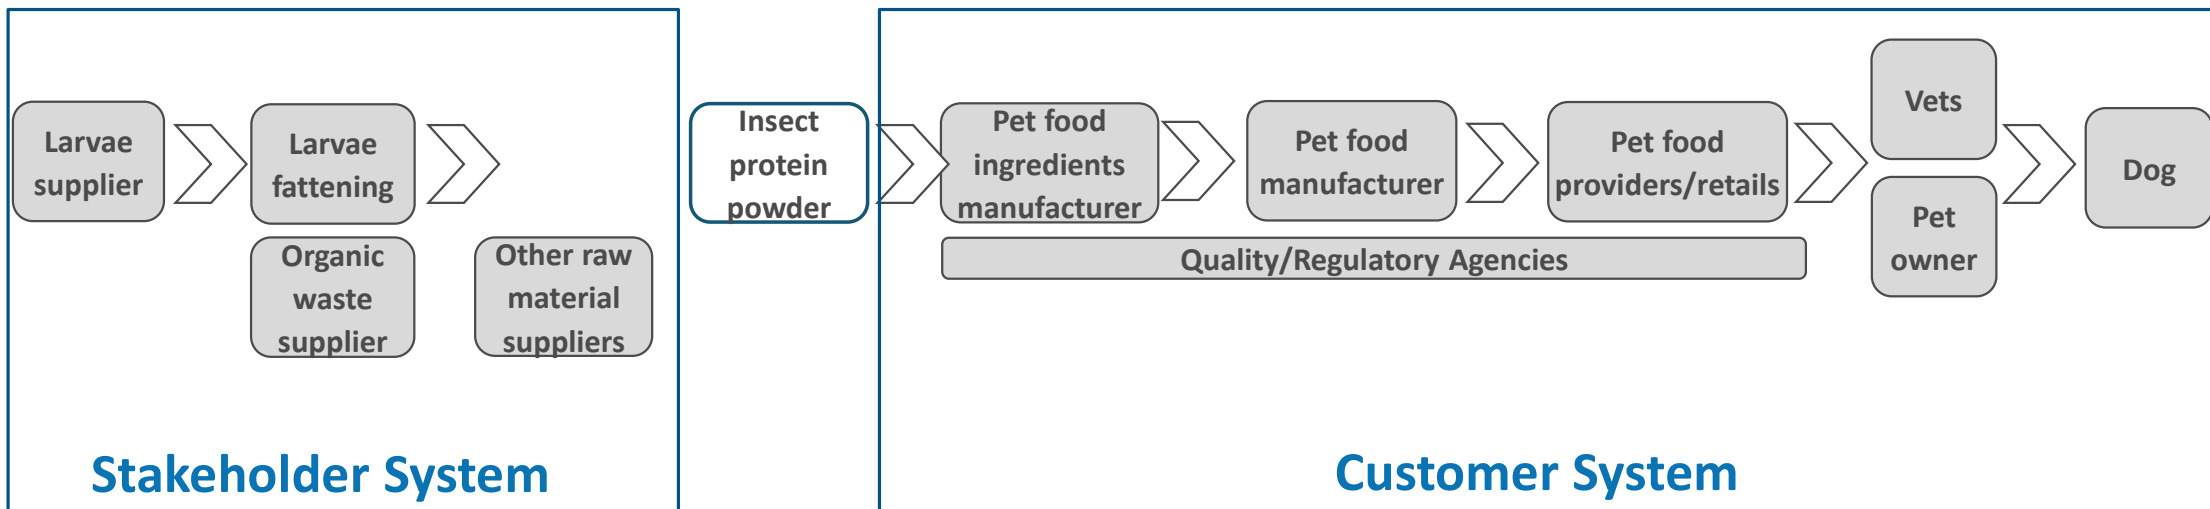 Larvae
supplier
Larvae
fattening
Organic
waste
supplier
Other raw
material
suppliers
Stakeholder System
Insect
protein
powder
Pet food
ingredients
manufacturer
Pet food
manufacturer
Pet food
providers/retails
Quality/Regulatory Agencies
Vets
Pet
owner
Dog
Customer System